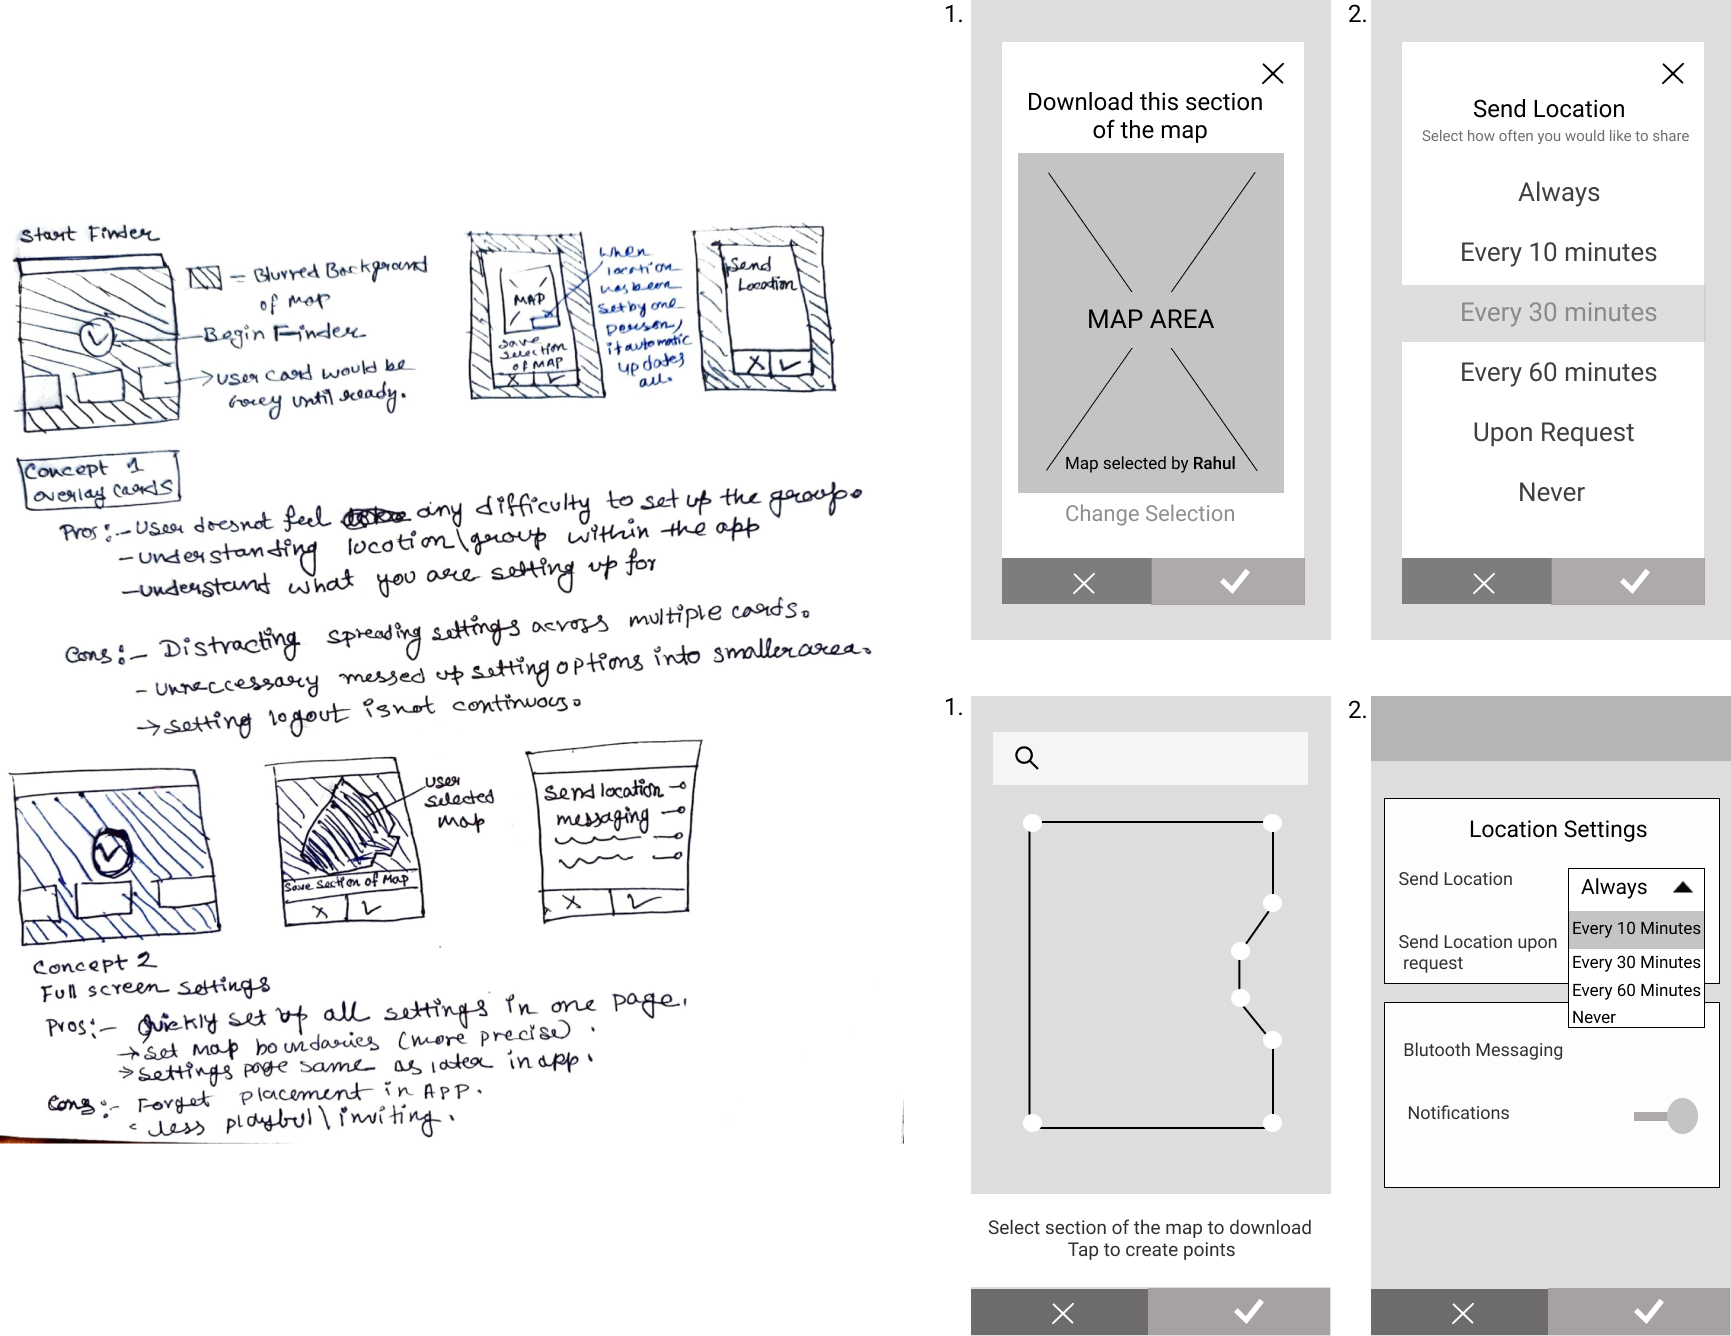 Start Finder
= Blurred Background
of map
Begin Finder
User card would be
Grey until ready.
MAP
Save
selection
of MAP
X ✓
When
location
has been
set by one
person,
it automatic
updates
all.
Send
Location
X ✓
Concept 1
overlay cards
Pros:- User doesnot feel any difficulty to set up the group.
- understanding location\group within the app
- understand what you are setting up for
Cons:- Distracting spreading settings across multiple cards.
- unneccessary messed up setting options into smaller area.
→ setting logout is not continuous.
User
selected
map
Save Section of Map
X ✓
Send location
messaging
X ✓
Concept 2
Full screen settings
Pros:- Quickly set up all settings in one page.
→ Set map boundaries (more precise).
→ Settings page same as later in app.
Cons:- Forget placement in APP.
less playbul\inviting.
1.
Download this section
of the map
MAP AREA
Map selected by Rahul
Change Selection
2.
Send Location
Select how often you would like to share
Always
Every 10 minutes
Every 30 minutes
Every 60 minutes
Upon Request
Never
1.
Select section of the map to download
Tap to create points
2.
Location Settings
Send Location
Always
Every 10 Minutes
Send Location upon
request
Every 30 Minutes
Every 60 Minutes
Never
Blutooth Messaging
Notifications